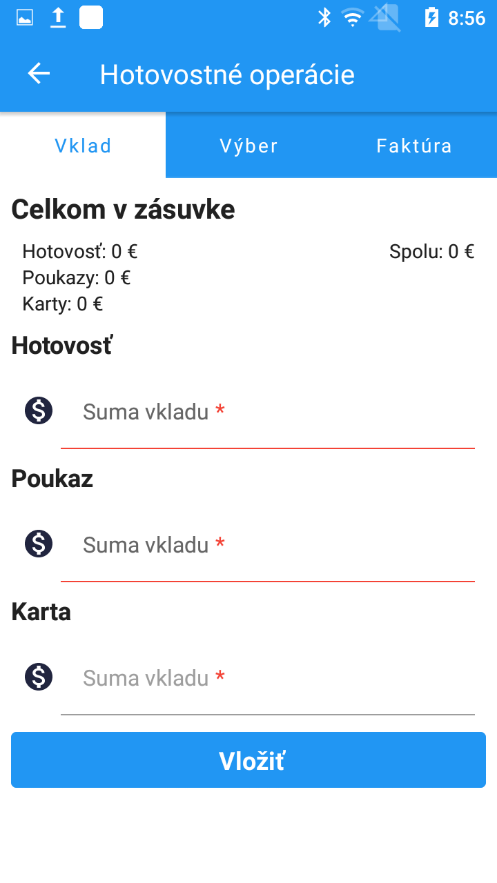 8:56
Hotovostné operácie
Vklad Výber Faktúra
Celkom v zásuvke
Hotovosť: 0 € Spolu: 0 €
Poukazy: 0 €
Karty: 0 €
Hotovosť
Suma vkladu *
Poukaz
Suma vkladu *
Karta
Suma vkladu *
Vložiť